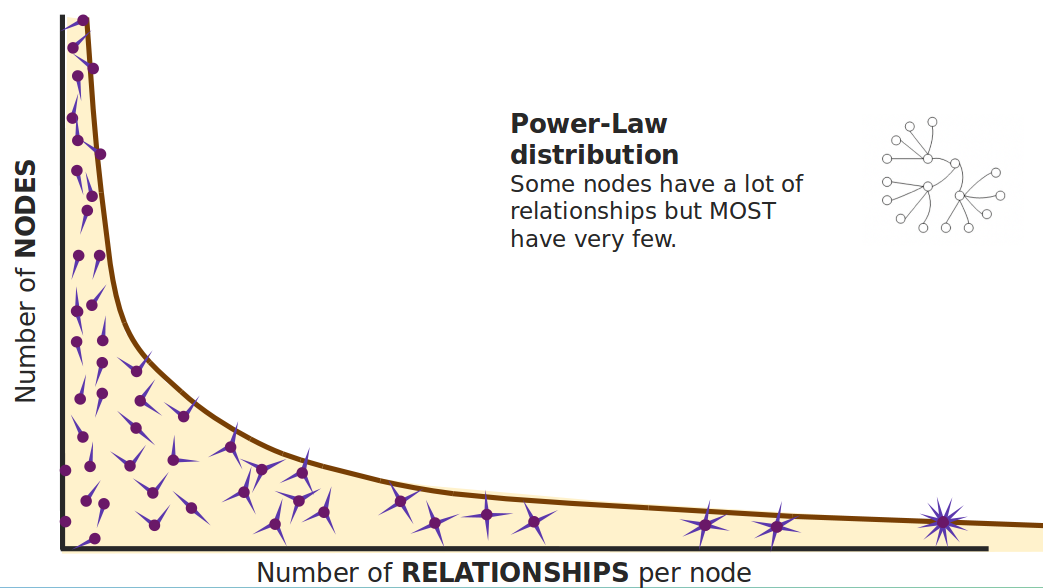 Power-Law
distribution
Some nodes have a lot of
relationships but MOST
have very few.
Number of NODES
Number of RELATIONSHIPS per node